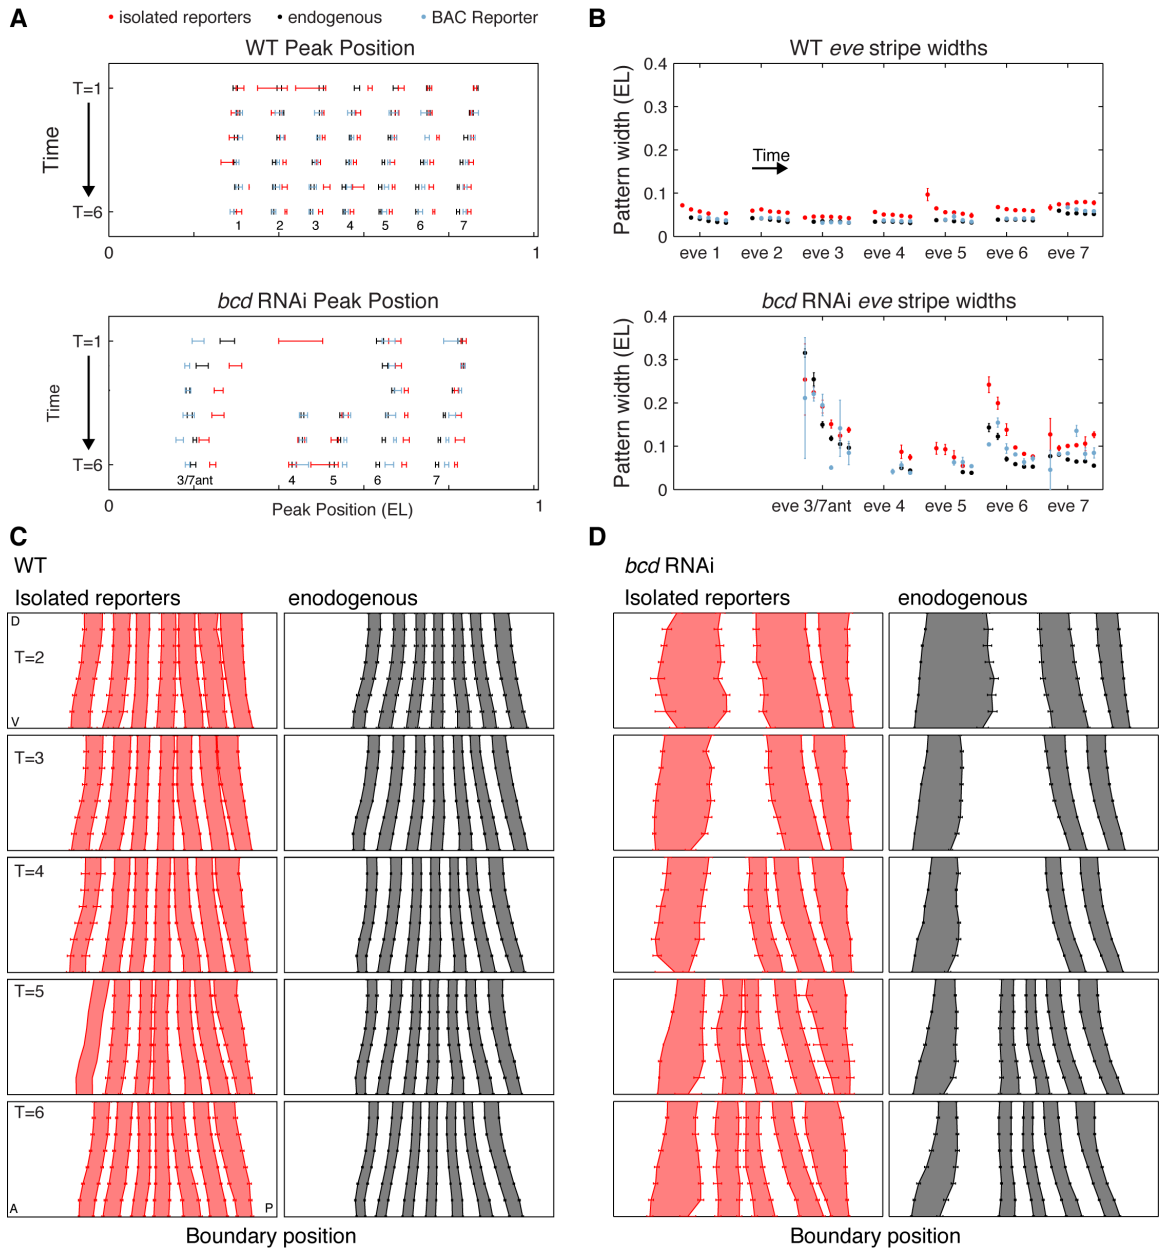 A
isolated reporters
endogenous
BAC Reporter
WT Peak Position
T=1
Time
T=6
1 2 3 4 5 6 7
0 1
bcd RNAi Peak Postion
T=1
Time
T=6
3/7ant 4 5 6 7
0 Peak Position (EL) 1
B
WT eve stripe widths
Pattern width (EL)
0.4
0.3
0.2
0.1
0
Time
eve 1 eve 2 eve 3 eve 4 eve 5 eve 6 eve 7
bcd RNAi eve stripe widths
Pattern width (EL)
0.4
0.3
0.2
0.1
0
eve 3/7ant eve 4 eve 5 eve 6 eve 7
C
WT
Isolated reporters enodogenous
D
T=2
V
T=3
T=4
T=5
T=6
A P
Boundary position
D
bcd RNAi
Isolated reporters enodogenous
Boundary position